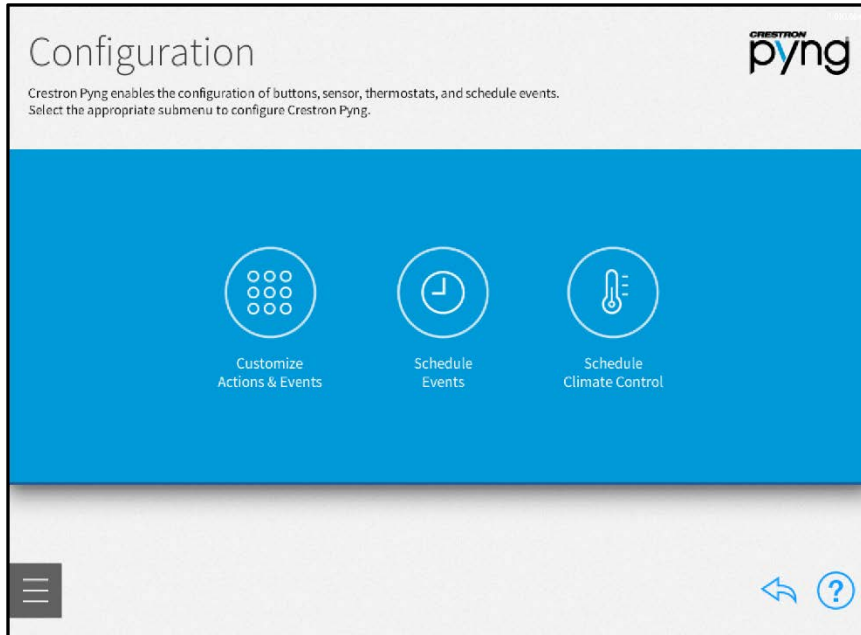 Configuration
CRESTRON
pyng
Crestron Pyng enables the configuration of buttons, sensor, thermostats, and schedule events.
Select the appropriate submenu to configure Crestron Pyng.
Customize
Actions & Events
Schedule
Events
Schedule
Climate Control
?